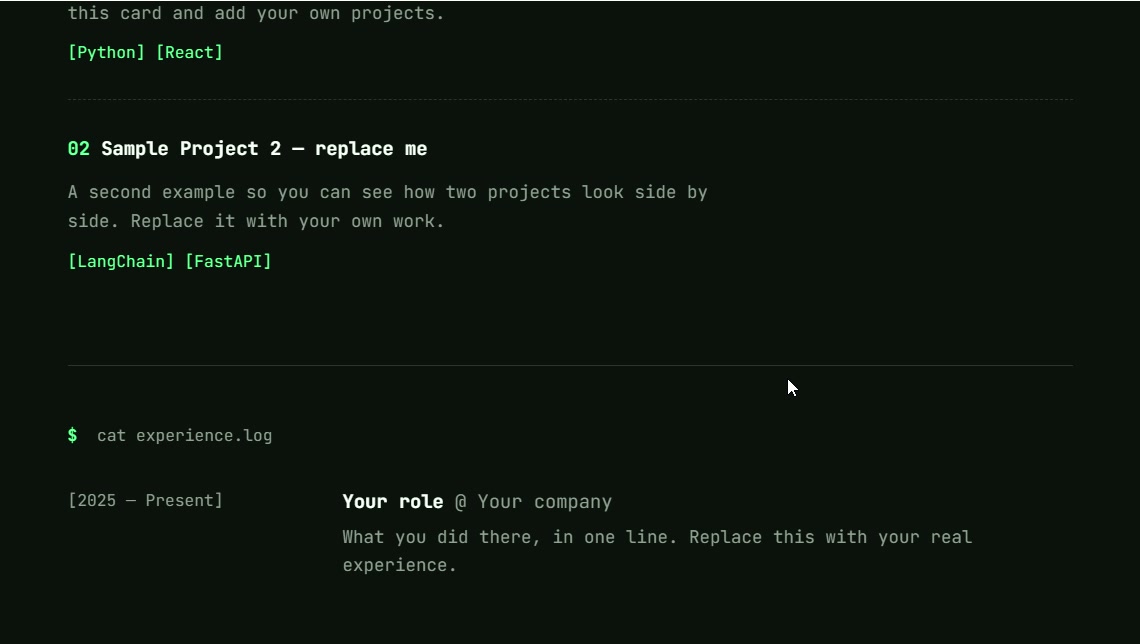 this card and add your own projects.
[Python] [React]
02 Sample Project 2 — replace me
A second example so you can see how two projects look side by
side. Replace it with your own work.
[LangChain] [FastAPI]
$ cat experience.log
[2025 — Present]
Your role @ Your company
What you did there, in one line. Replace this with your real
experience.